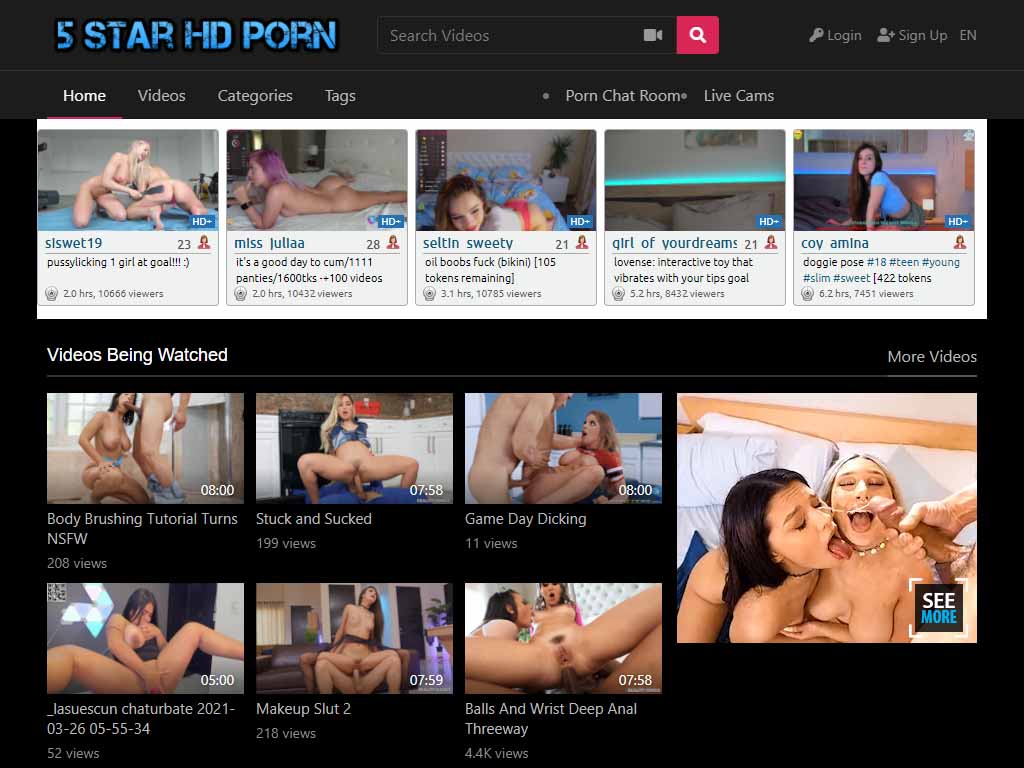 5 STAR HD PORN
Search Videos
Login
Sign Up
EN
Home
Videos
Categories
Tags
Porn Chat Room
Live Cams
HD+
HD+
HD+
HD+
HD+
siswet19 23
pussylicking 1 girl at goal!!! :)
2.0 hrs, 10666 viewers
miss_juliaa 28
it's a good day to cum/1111
panties/1600tks -+100 videos
2.0 hrs, 10432 viewers
seltin_sweety 21
oil boobs fuck (bikini) [105
tokens remaining]
3.1 hrs, 10785 viewers
girl_of_yourdreams 21
lovense: interactive toy that
vibrates with your tips goal
5.2 hrs, 8432 viewers
coy_amina
doggie pose #18 #teen #young
#slim #sweet [422 tokens
6.2 hrs, 7451 viewers
Videos Being Watched
More Videos
08:00
Body Brushing Tutorial Turns
NSFW
208 views
07:58
Stuck and Sucked
199 views
08:00
Game Day Dicking
11 views
SEE
MORE
05:00
_lasuescun chaturbate 2021-
03-26 05-55-34
52 views
07:59
Makeup Slut 2
218 views
07:58
Balls And Wrist Deep Anal
Threeway
4.4K views